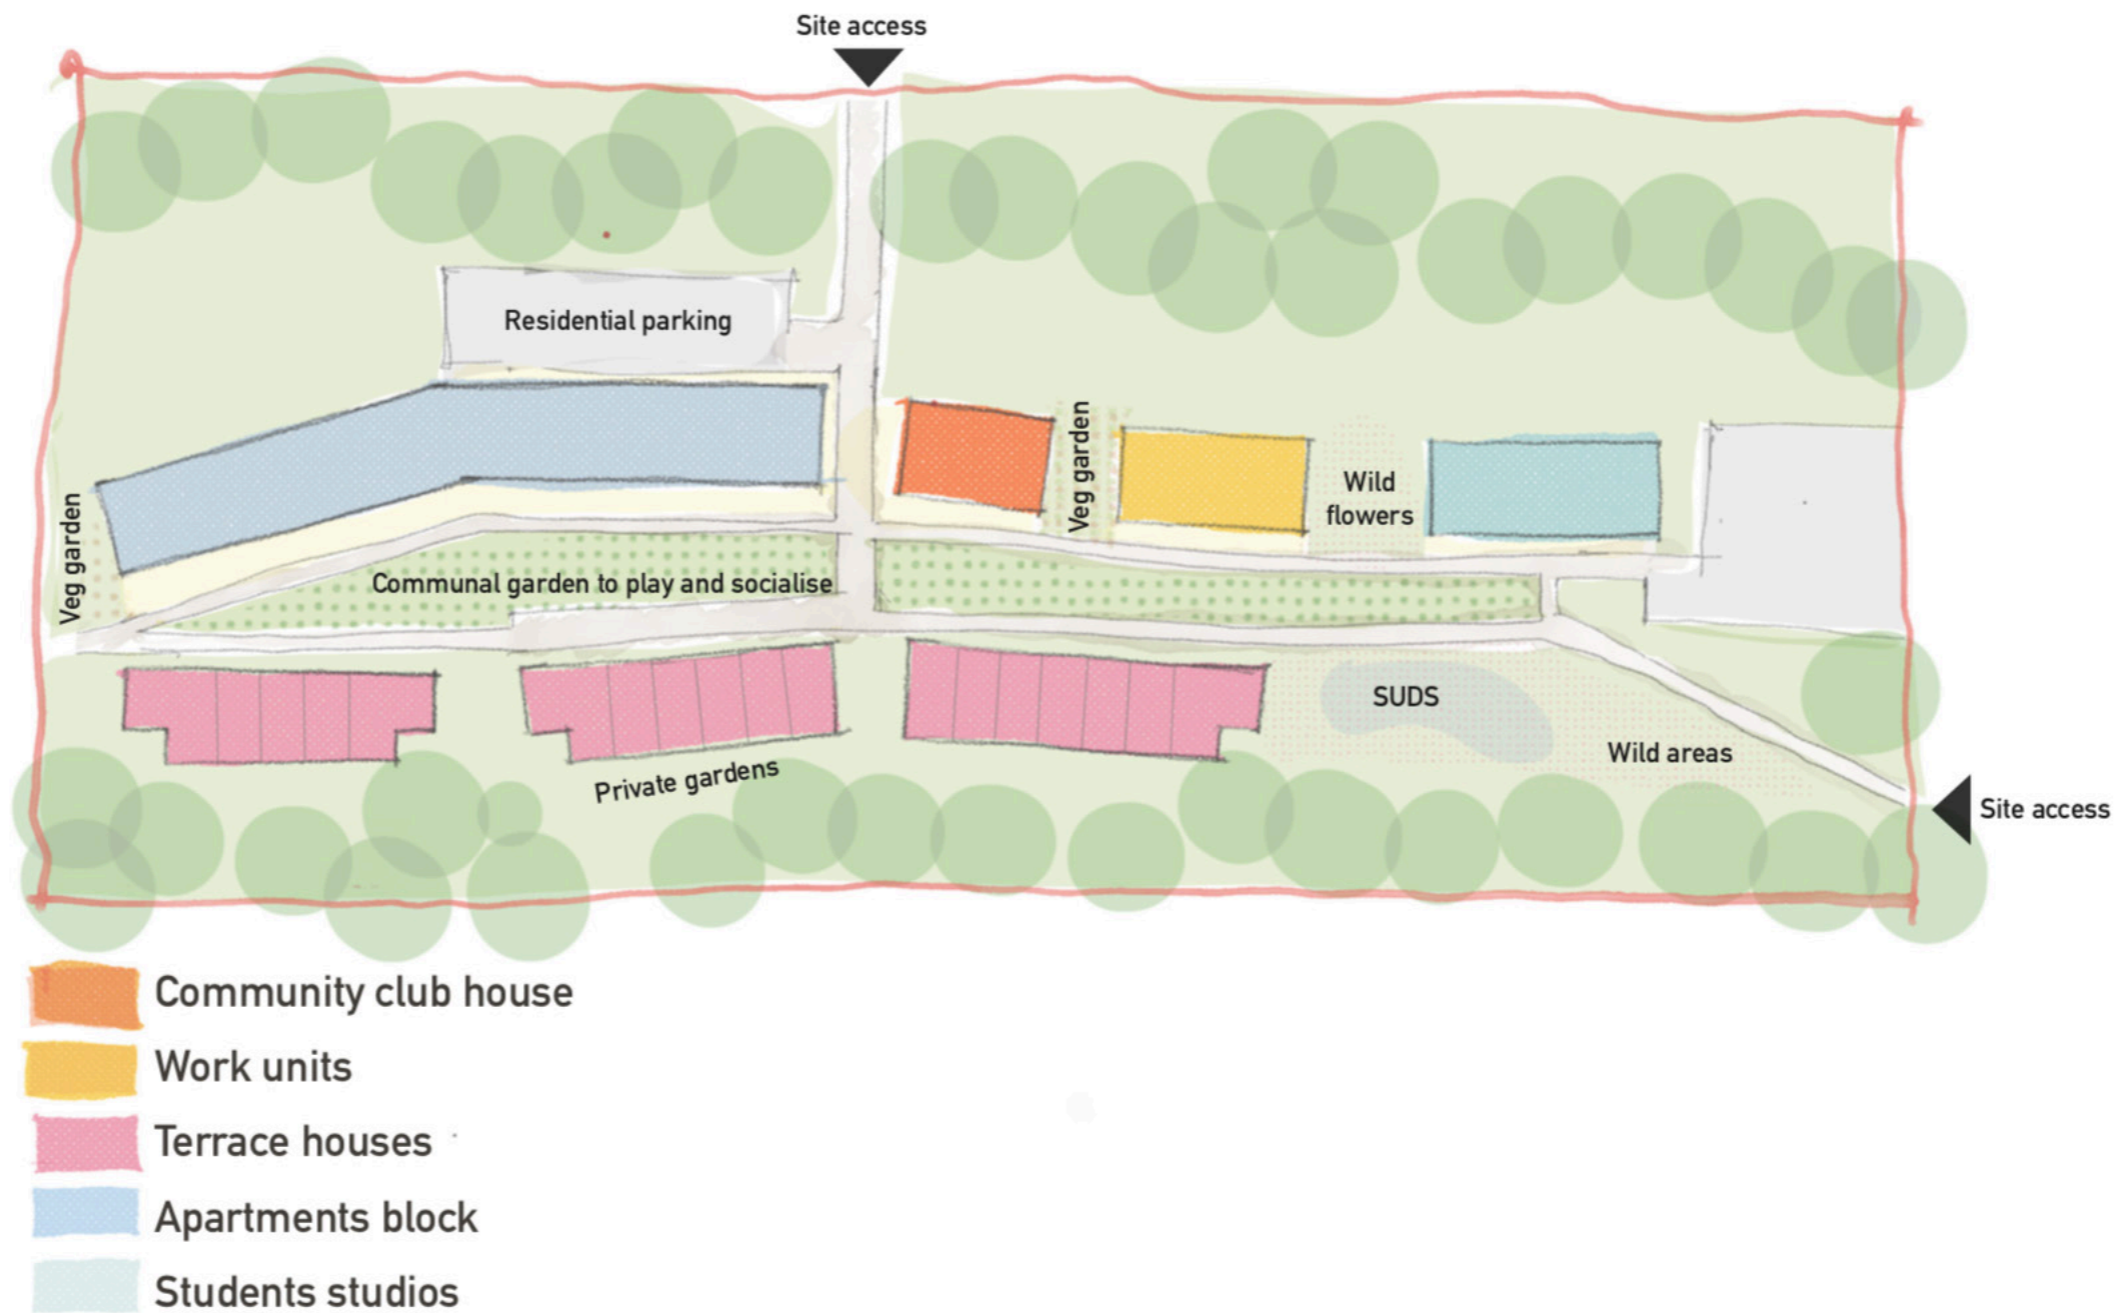 Site access
Residential parking
Veg garden
Wild
flowers
Veg garden
Communal garden to play and socialise
SUDS
Wild areas
Private gardens
Site access
Community club house
Work units
Terrace houses
Apartments block
Students studios